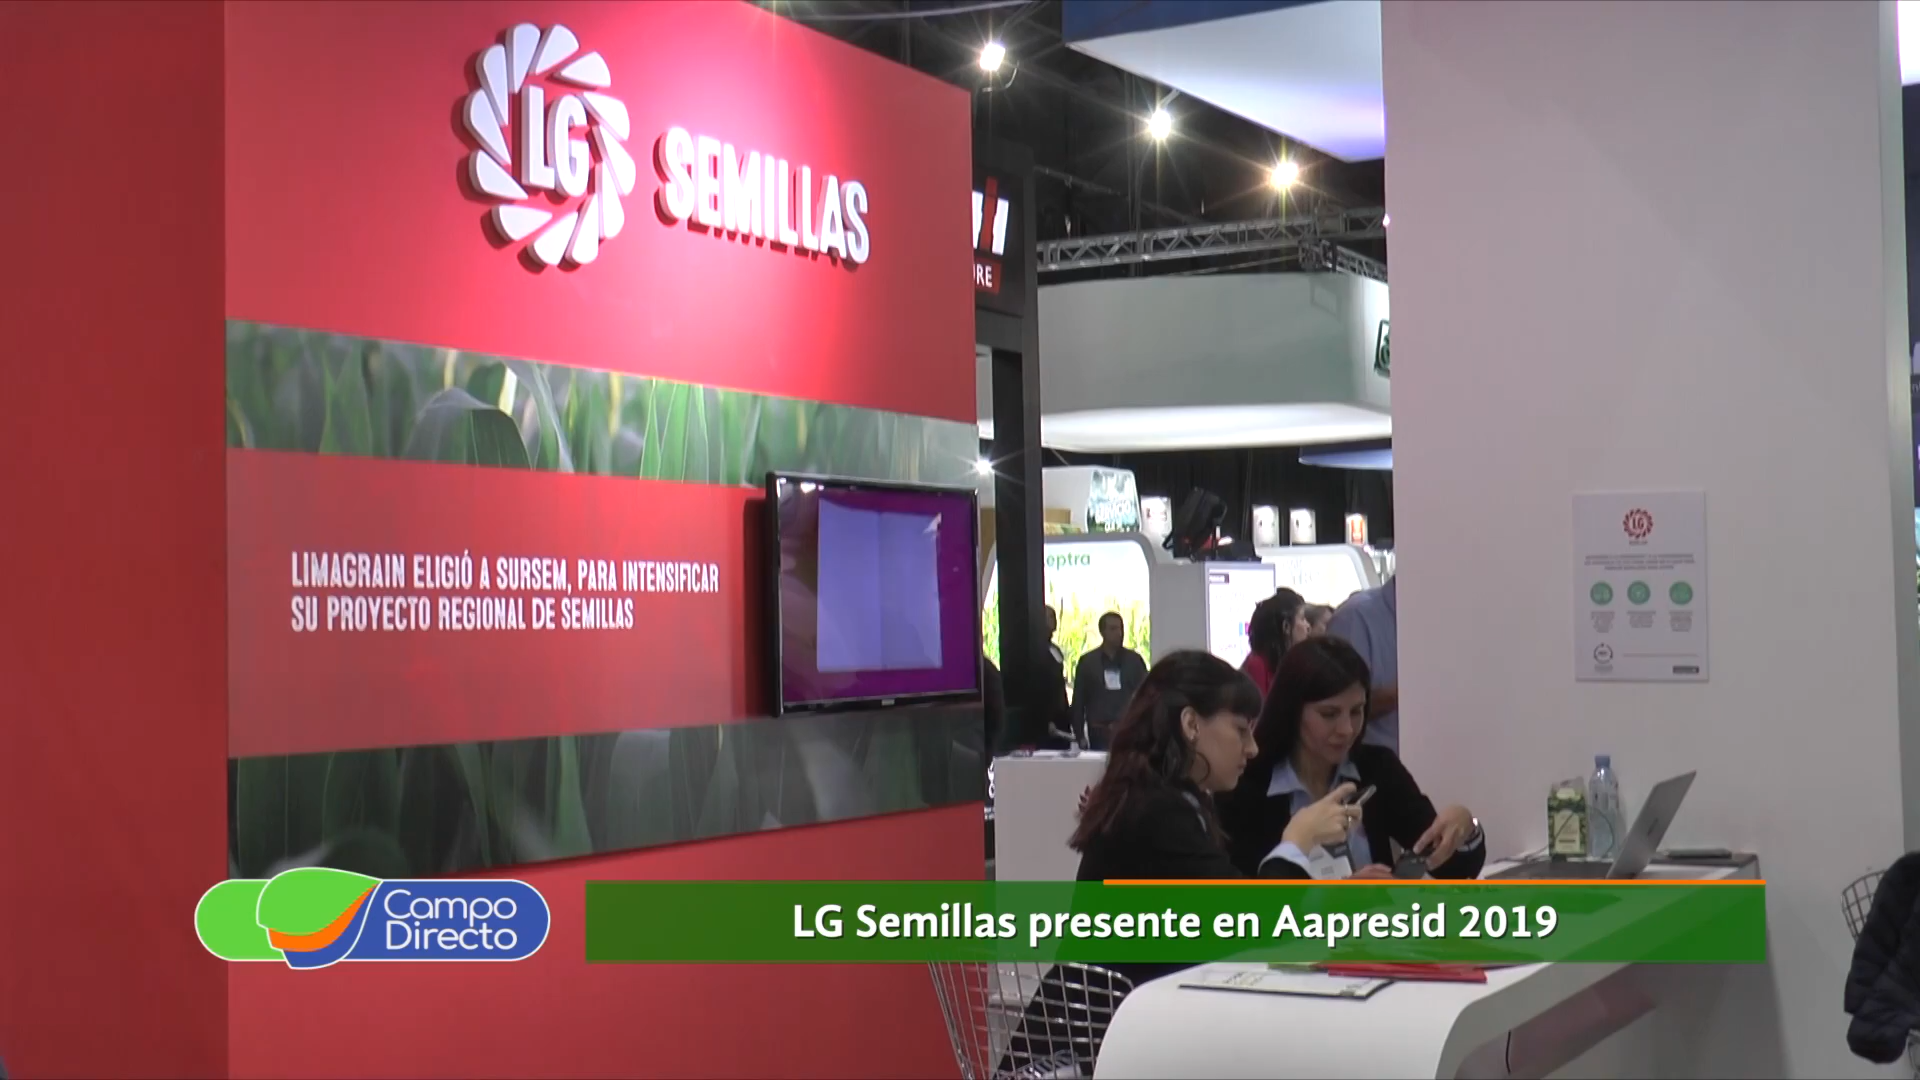 LG
SEMILLAS
LIMAGRAIN ELIGIÓ A SURSEM, PARA INTENSIFICAR
SU PROYECTO REGIONAL DE SEMILLAS
LG
Campo
Directo
LG Semillas presente en Aapresid 2019